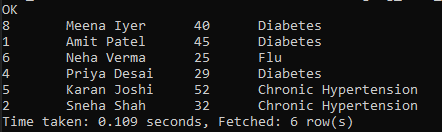 OK
8 Meena Iyer 40 Diabetes
1 Amit Patel 45 Diabetes
6 Neha Verma 25 Flu
4 Priya Desai 29 Diabetes
5 Karan Joshi 52 Chronic Hypertension
2 Sneha Shah 32 Chronic Hypertension
Time taken: 0.109 seconds, Fetched: 6 row(s)